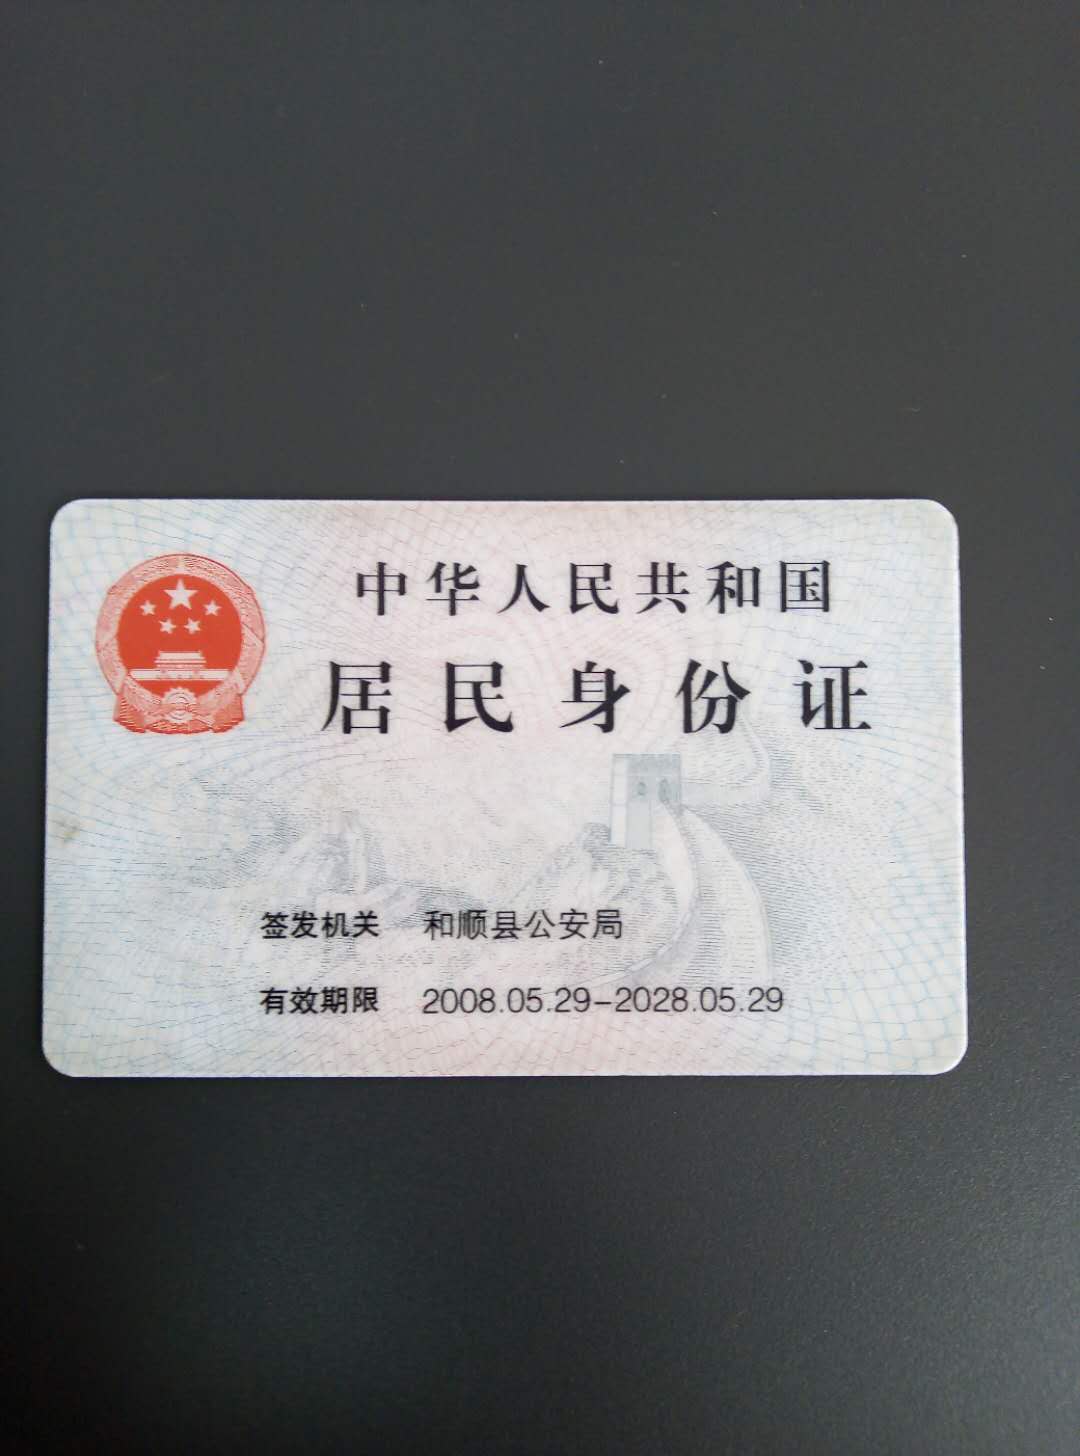 中华人民共和国
居民身份证
签发机关 和顺县公安局
有效期限 2008.05.29-2028.05.29